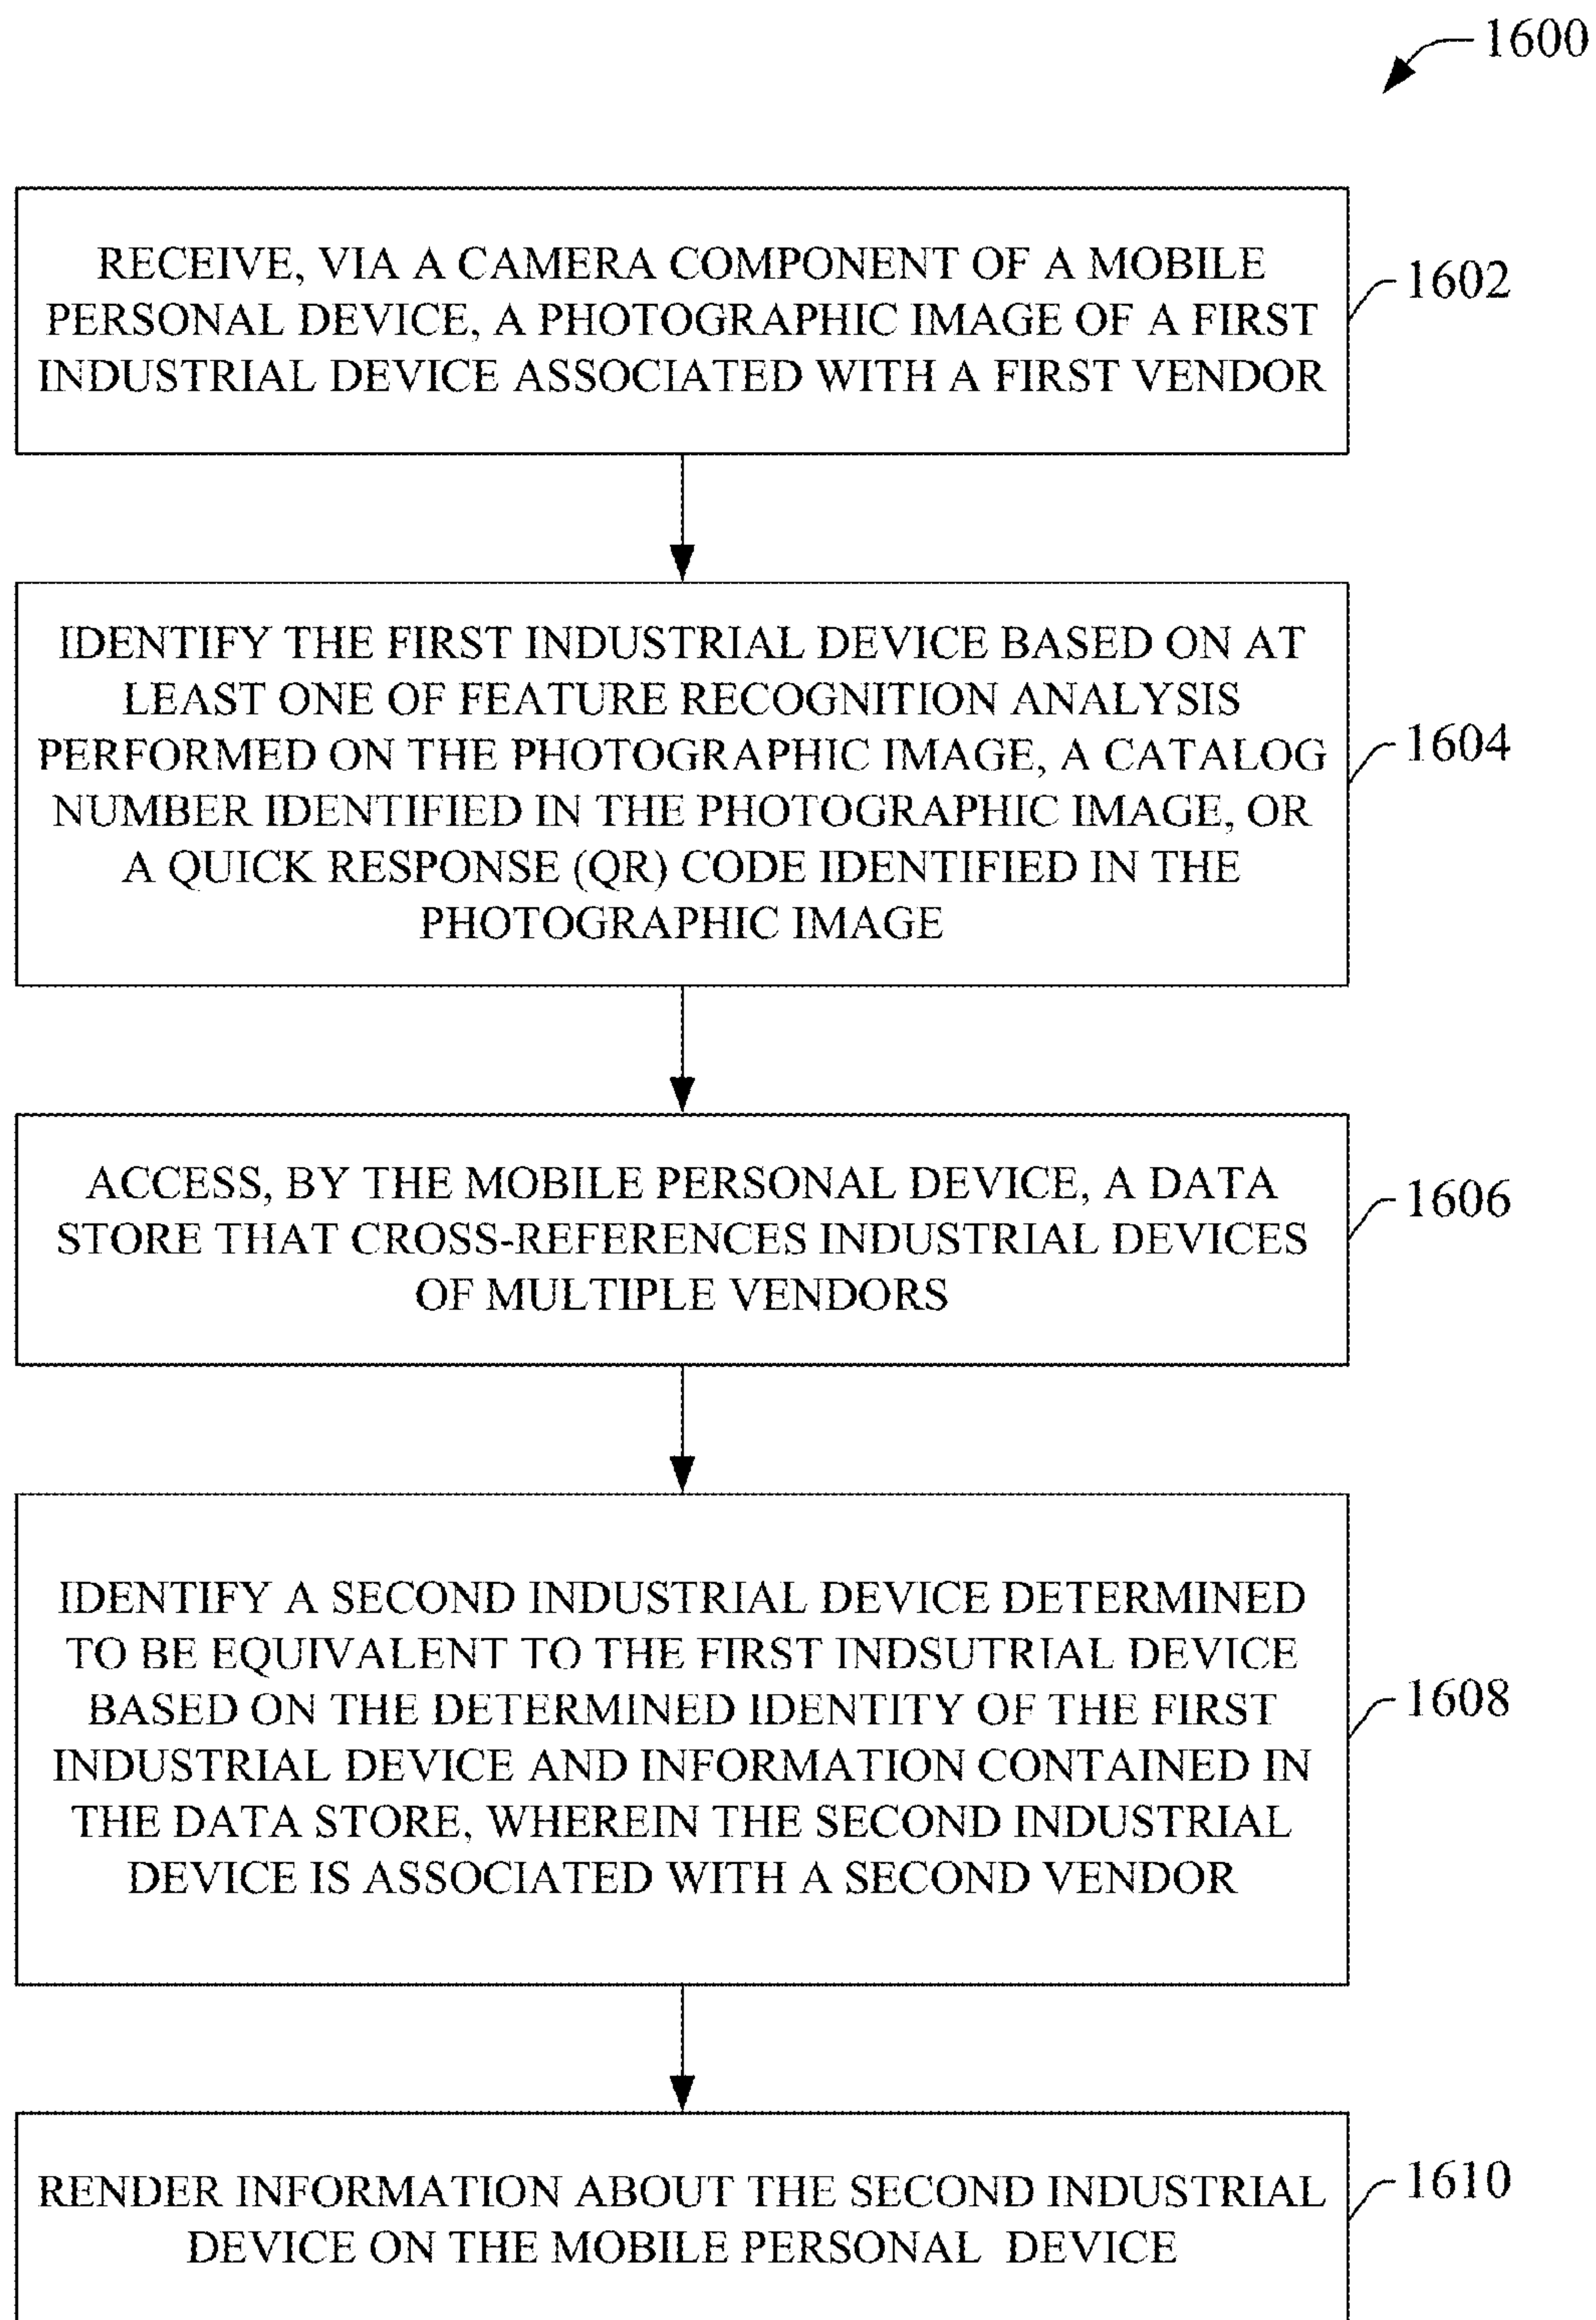 1600
RECEIVE, VIA A CAMERA COMPONENT OF A MOBILE
PERSONAL DEVICE, A PHOTOGRAPHIC IMAGE OF A FIRST
INDUSTRIAL DEVICE ASSOCIATED WITH A FIRST VENDOR
1602
IDENTIFY THE FIRST INDUSTRIAL DEVICE BASED ON AT
LEAST ONE OF FEATURE RECOGNITION ANALYSIS
PERFORMED ON THE PHOTOGRAPHIC IMAGE, A CATALOG
NUMBER IDENTIFIED IN THE PHOTOGRAPHIC IMAGE, OR
A QUICK RESPONSE (QR) CODE IDENTIFIED IN THE
PHOTOGRAPHIC IMAGE
1604
ACCESS, BY THE MOBILE PERSONAL DEVICE, A DATA
STORE THAT CROSS-REFERENCES INDUSTRIAL DEVICES
OF MULTIPLE VENDORS
1606
IDENTIFY A SECOND INDUSTRIAL DEVICE DETERMINED
TO BE EQUIVALENT TO THE FIRST INDSUTRIAL DEVICE
BASED ON THE DETERMINED IDENTITY OF THE FIRST
INDUSTRIAL DEVICE AND INFORMATION CONTAINED IN
THE DATA STORE, WHEREIN THE SECOND INDUSTRIAL
DEVICE IS ASSOCIATED WITH A SECOND VENDOR
1608
RENDER INFORMATION ABOUT THE SECOND INDUSTRIAL
DEVICE ON THE MOBILE PERSONAL DEVICE
1610